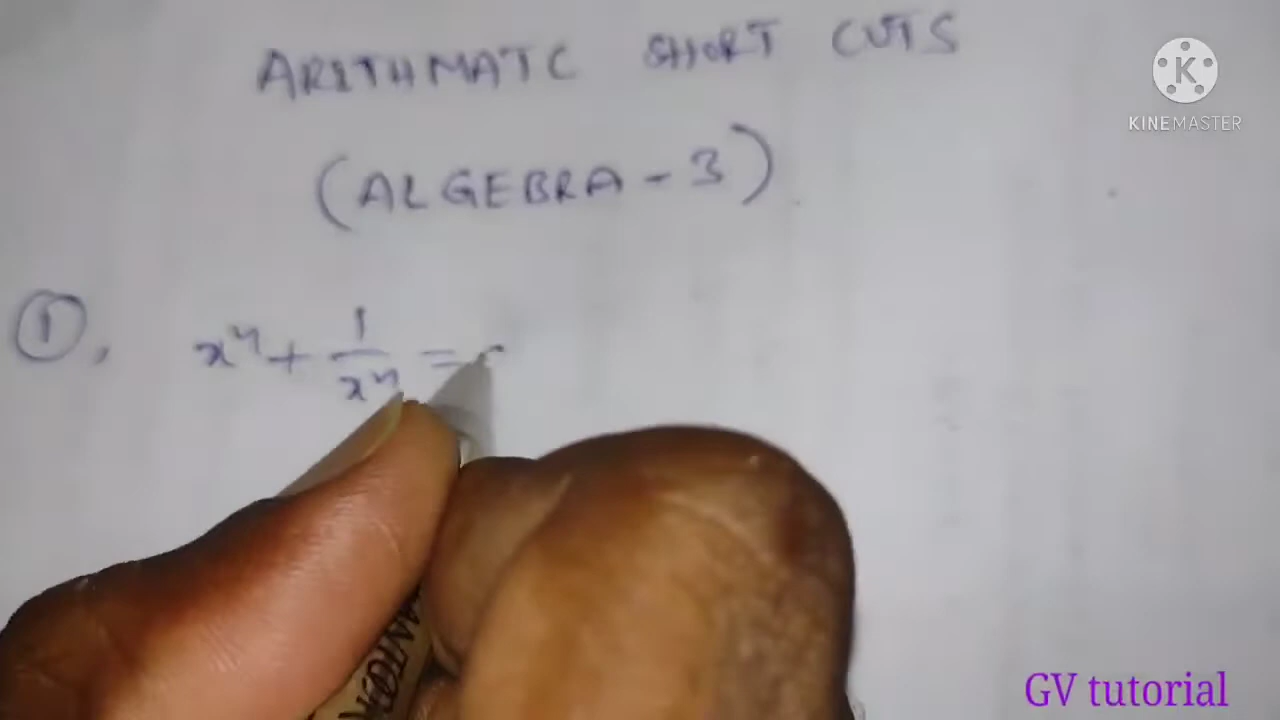 ARITHMATC SHORT CUTS
KINEMASTER
(ALGEBRA - 3)
①, x⁴ + 1/x⁴ =
GV tutorial